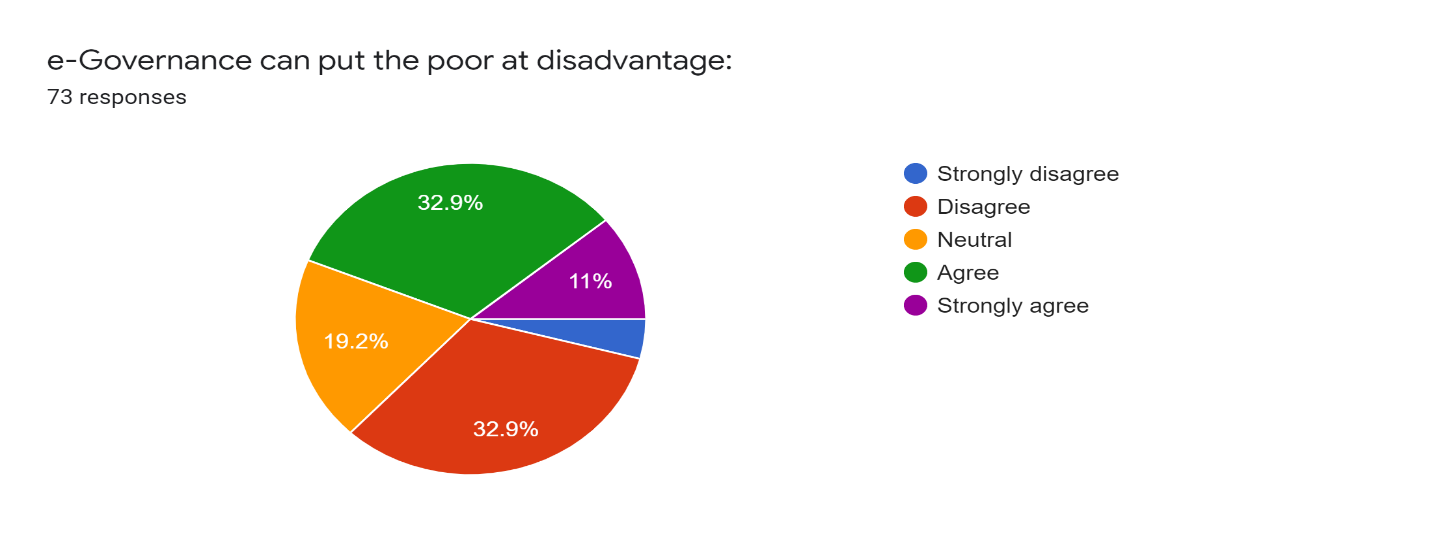 e-Governance can put the poor at disadvantage:
73 responses
32.9%
11%
19.2%
32.9%
Strongly disagree
Disagree
Neutral
Agree
Strongly agree